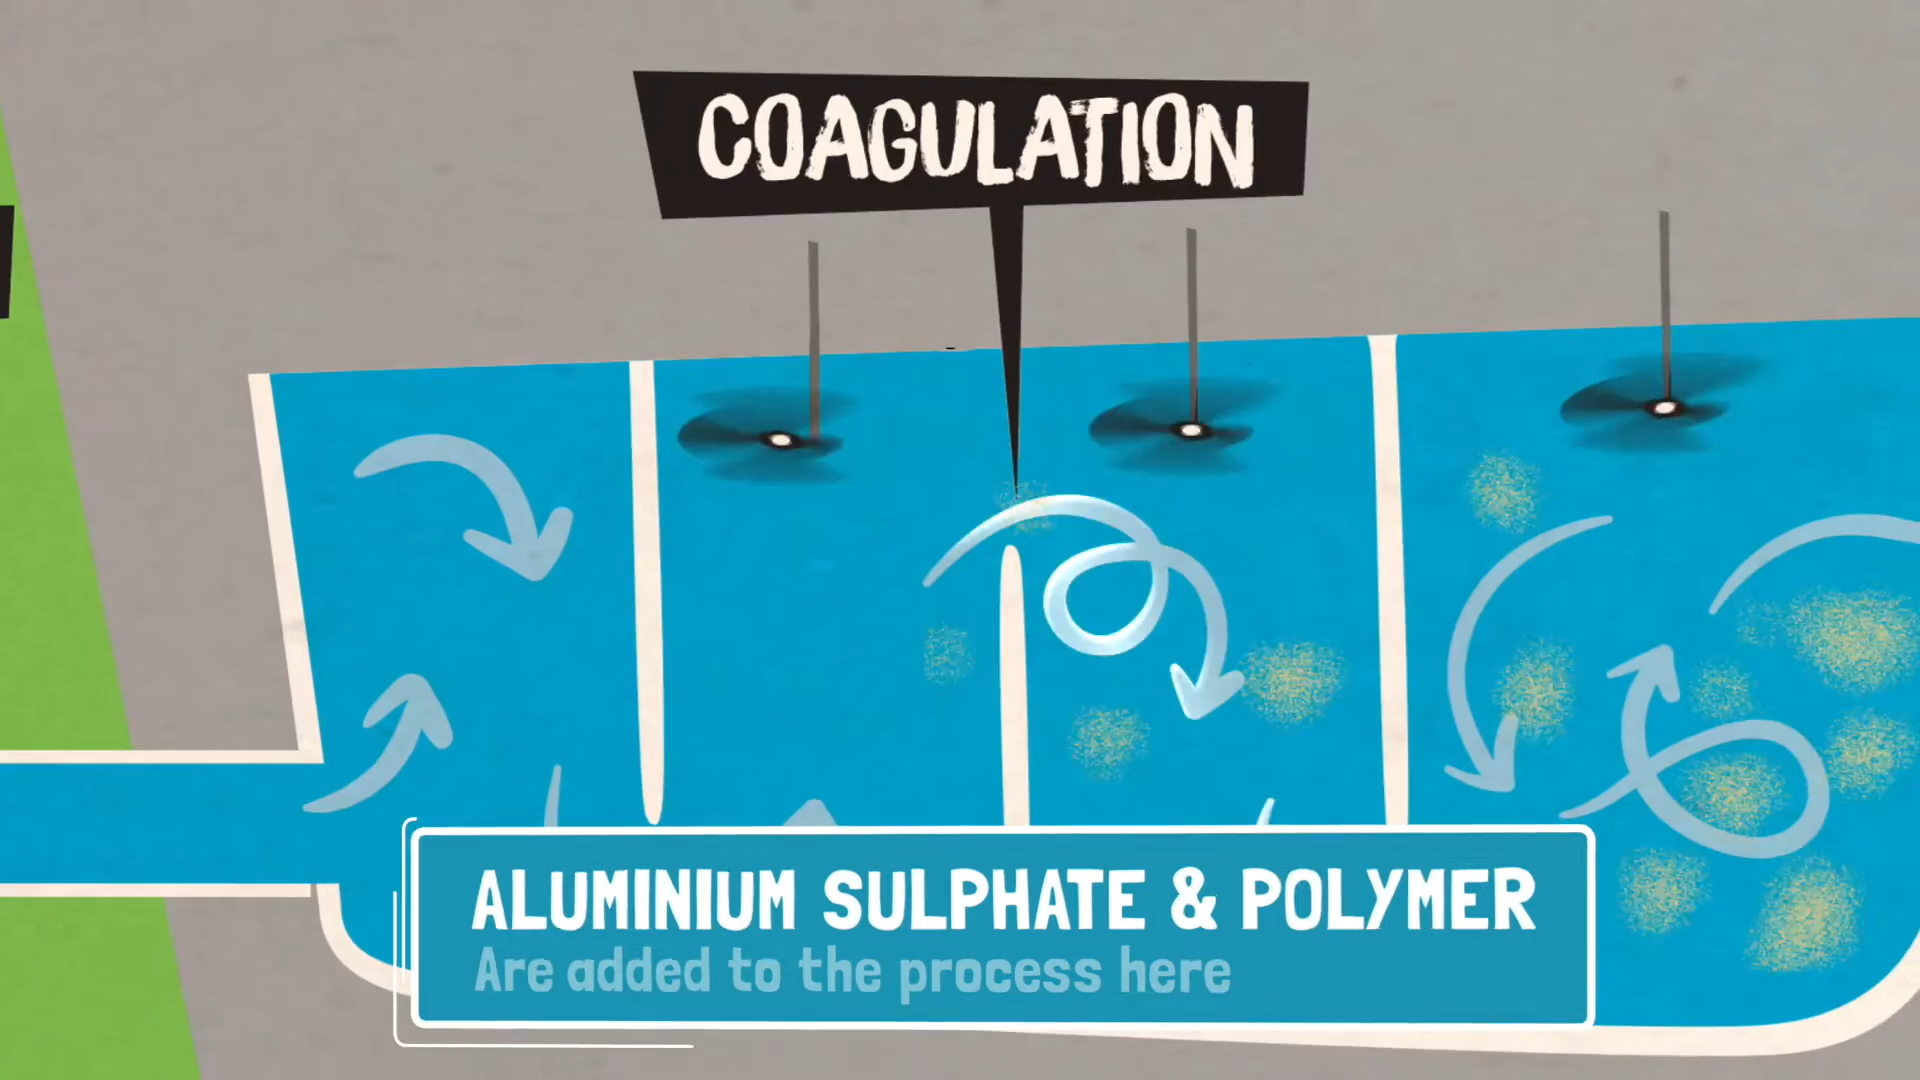 COAGULATION
ALUMINIUM SULPHATE & POLYMER
Are added to the process here